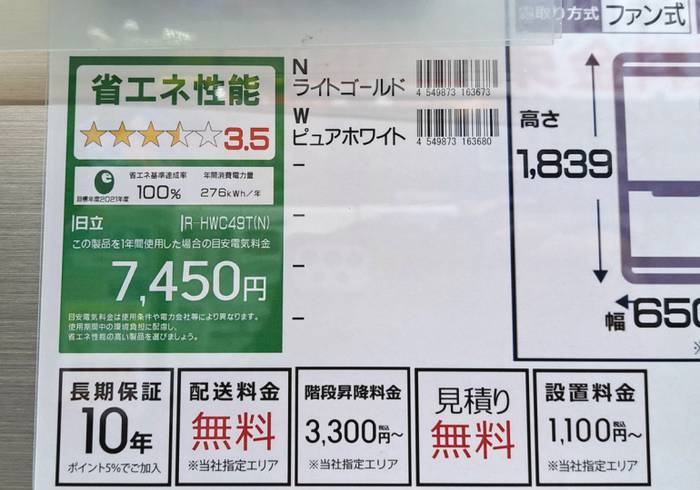 省エネ性能
3.5
省エネ基準達成率
年間消費電力量
目標年度2021年度
100%
276kWh/年
日立
R-HWC49T(N)
この製品を1年間使用した場合の目安電気料金
7,450円
目安電気料金は使用条件や電力会社等により異なります。
使用期間中の環境負担に配慮し、
省エネ性能の高い製品を選びましょう。
N
ライトゴールド
4 549873 163673
W
ピュアホワイト
4 549873 163680
取り方式
ファン式
高さ
1,839
幅
650
長期保証
10年
ポイント5%でご加入
配送料金
無料
※当社指定エリア
階段昇降料金
3,300円税込~
※当社指定エリア
見積り
無料
設置料金
1,100円税込~
※当社指定エリア